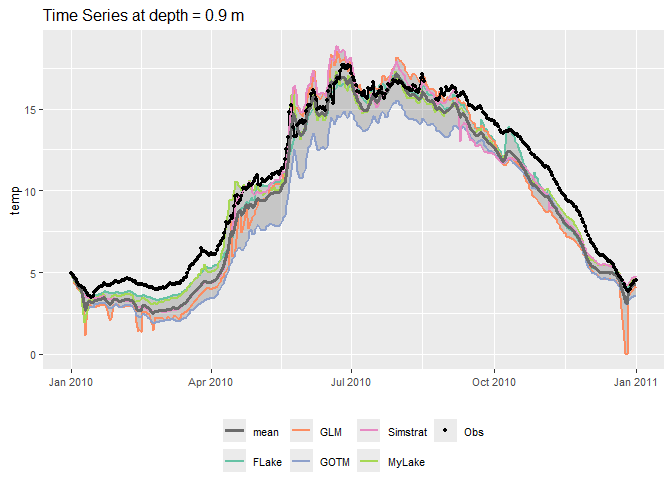 Time Series at depth = 0.9 m
temp
15
10
5
0
Jan 2010 Apr 2010 Jul 2010 Oct 2010 Jan 2011
mean GLM Simstrat Obs
FLake GOTM MyLake